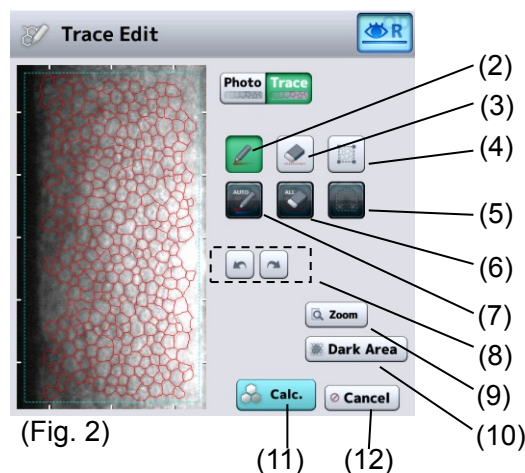 Trace Edit
R
Photo Trace
(2)
(3)
(4)
AUTO ALL
(5)
(6)
(7)
(8)
Zoom
(9)
Dark Area
(10)
Calc. Cancel
(Fig. 2)
(11) (12)